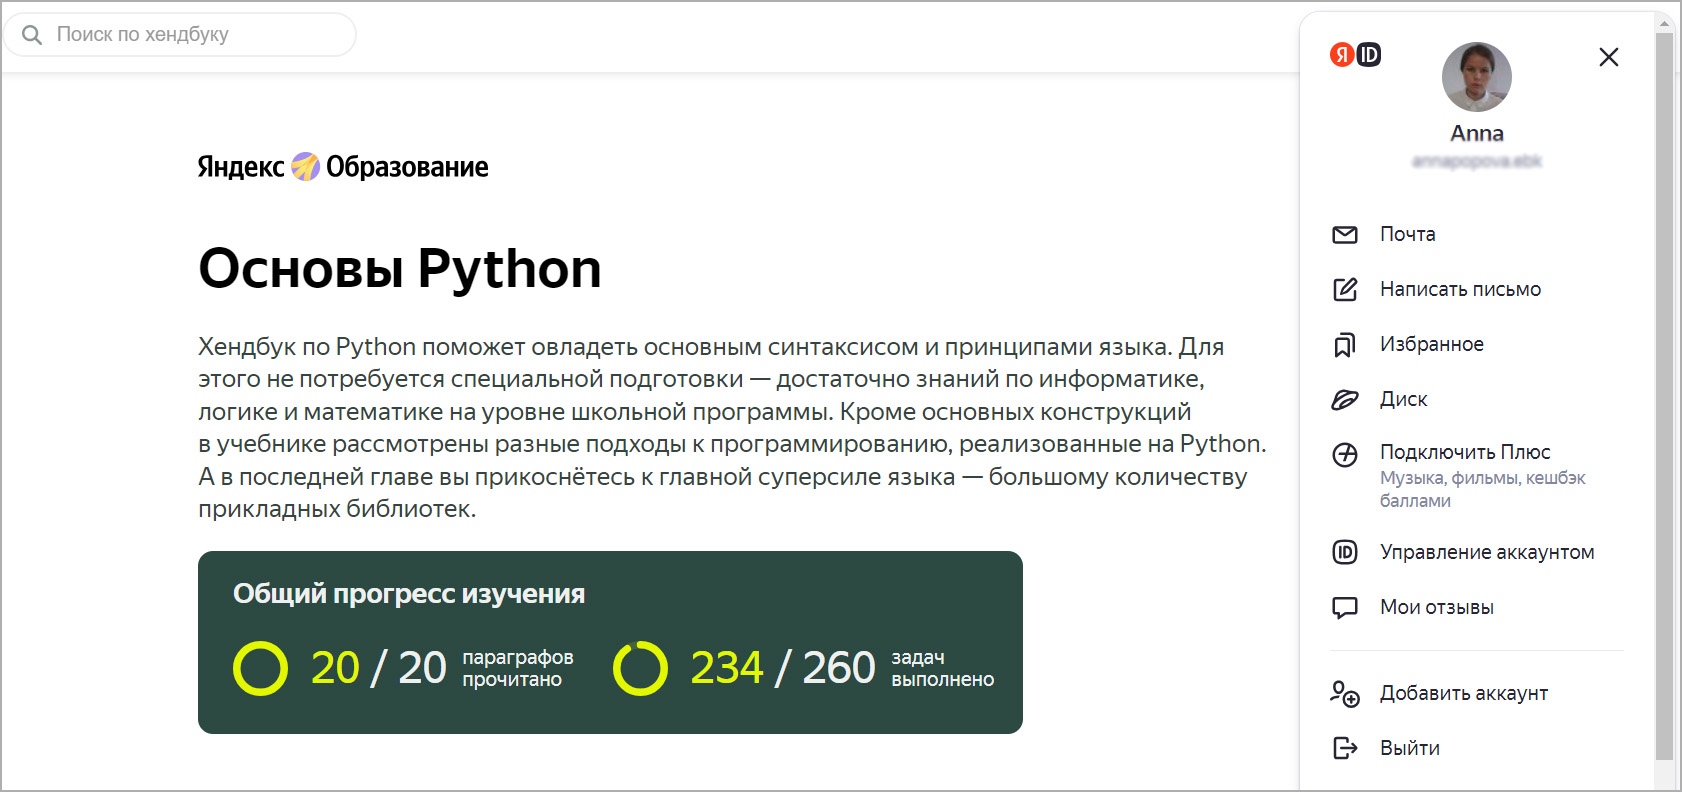 Поиск по хендбуку
Яндекс Образование
Основы Python
Хендбук по Python поможет овладеть основным синтаксисом и принципами языка. Для
этого не потребуется специальной подготовки — достаточно знаний по информатике,
логике и математике на уровне школьной программы. Кроме основных конструкций
в учебнике рассмотрены разные подходы к программированию, реализованные на Python.
А в последней главе вы прикоснётесь к главной суперсиле языка — большому количеству
прикладных библиотек.
Общий прогресс изучения
20 / 20 параграфов
прочитано
234 / 260 задач
выполнено
Я ID
Anna
Почта
Написать письмо
Избранное
Диск
Подключить Плюс
Музыка, фильмы, кешбэк
баллами
ID Управление аккаунтом
Мои отзывы
Добавить аккаунт
Выйти